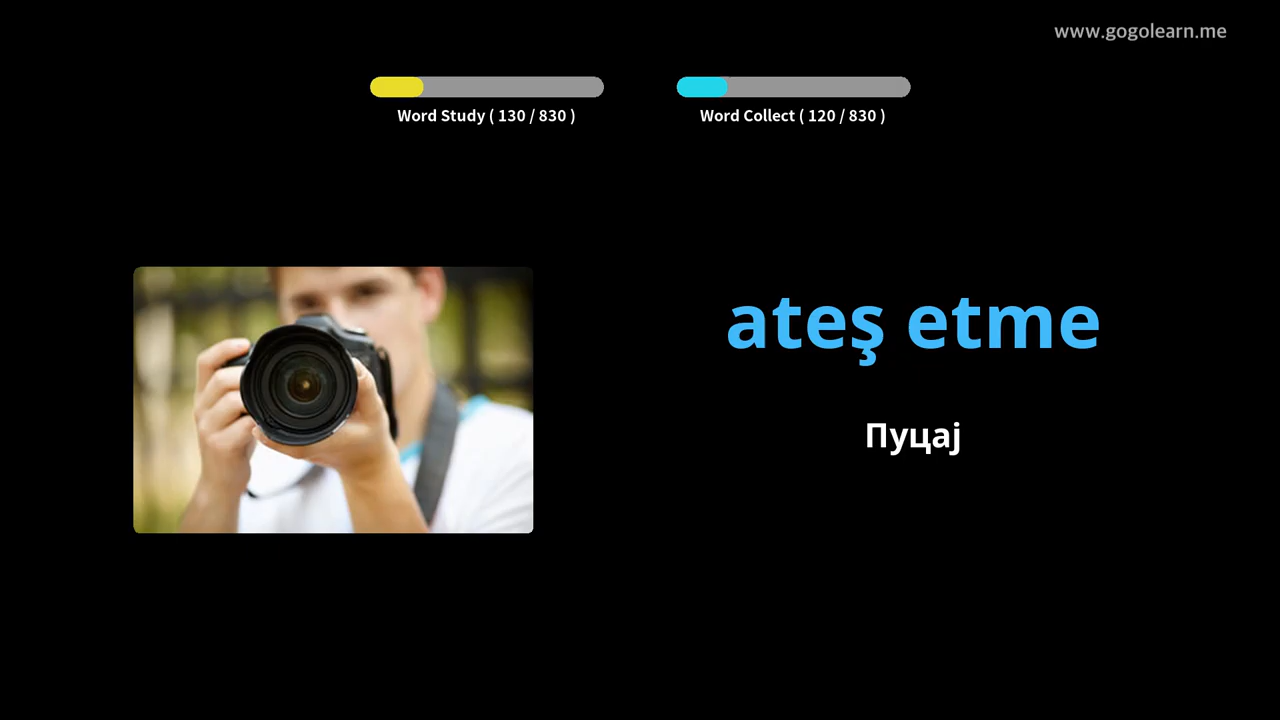 www.gogolearn.me
Word Study ( 130 / 830 )
Word Collect ( 120 / 830 )
ateş etme
Пуцај